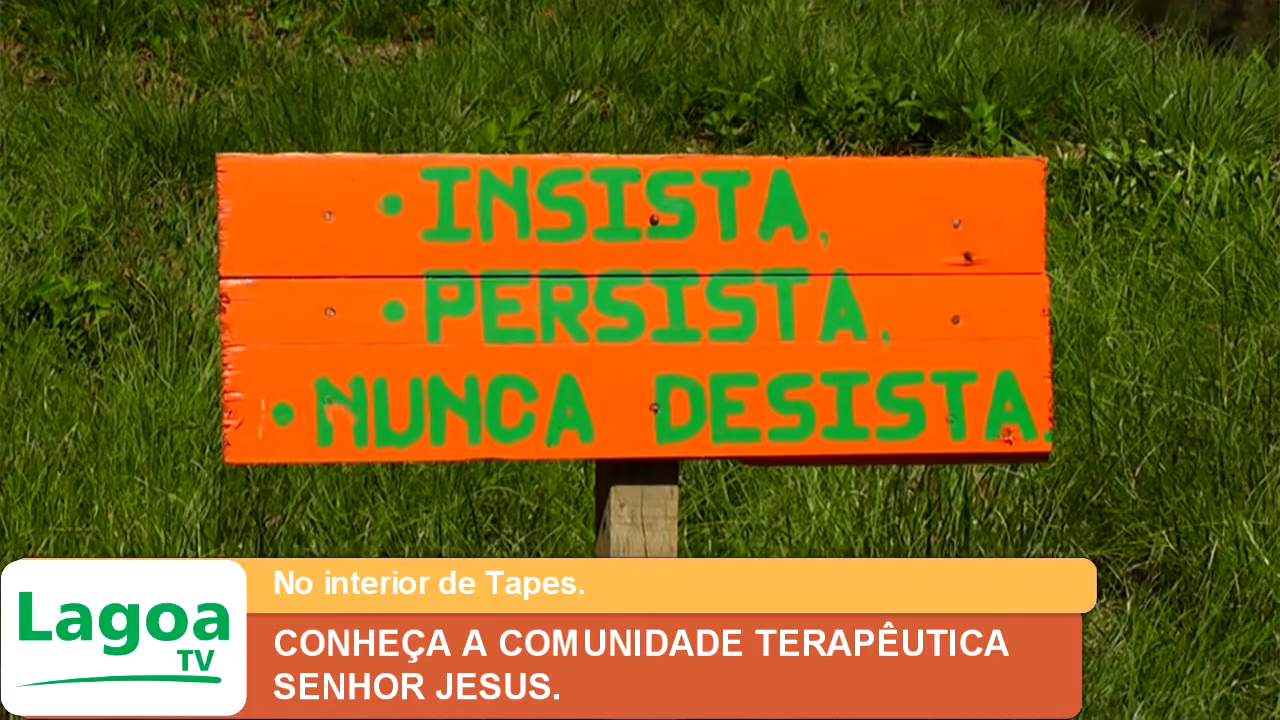 • INSISTA,
• PERSISTA,
• NUNCA DESISTA.
No interior de Tapes.
Lagoa
TV
CONHEÇA A COMUNIDADE TERAPÊUTICA
SENHOR JESUS.